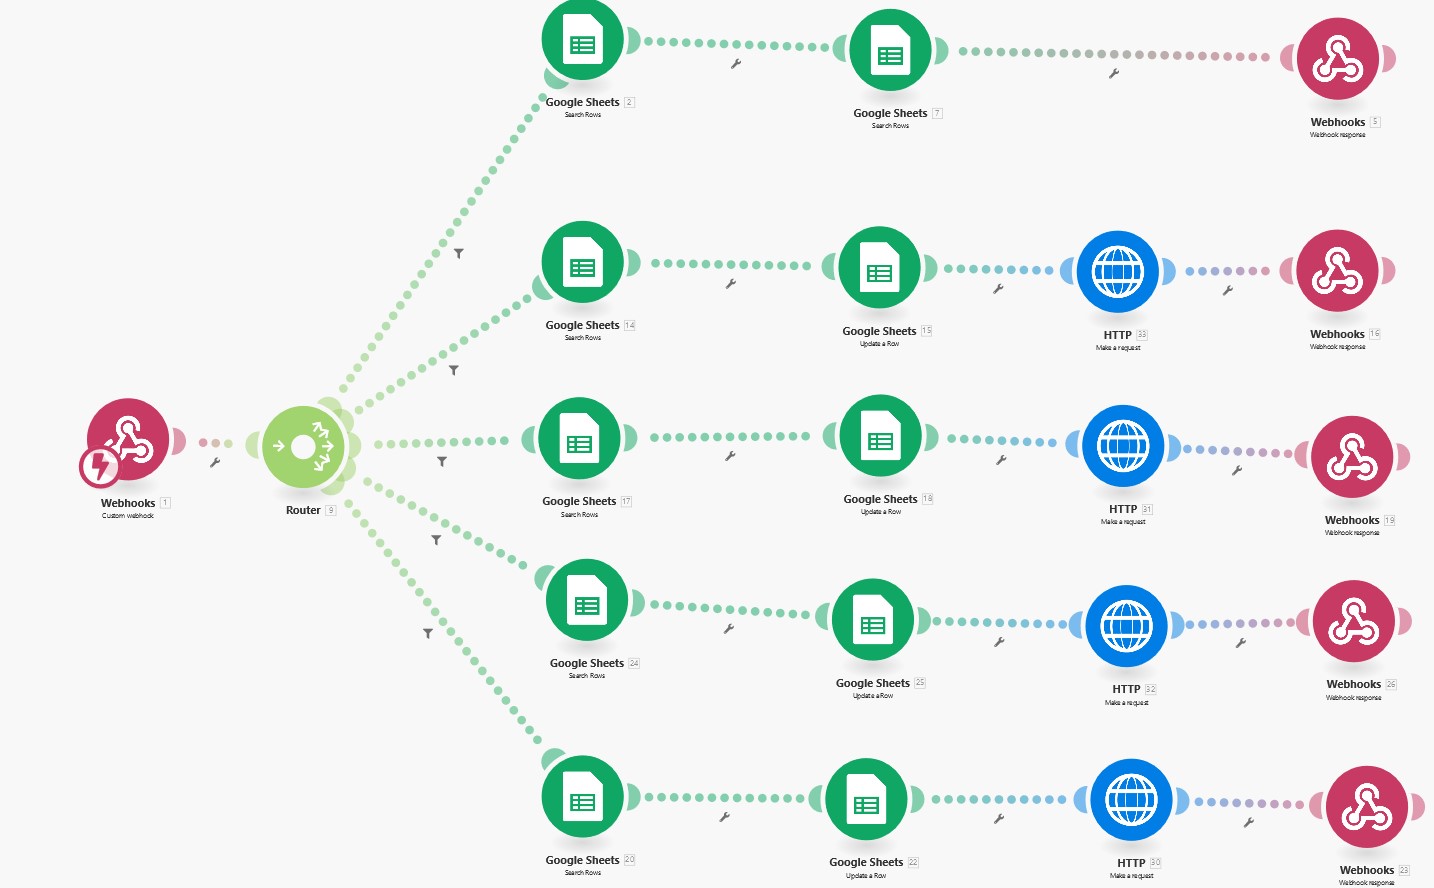 Google Sheets 2
Search Rows
Google Sheets 7
Search Rows
Webhooks 5
Webhook response
Google Sheets 14
Search Rows
Google Sheets 15
Update a Row
HTTP 33
Make a request
Webhooks 16
Webhook response
Webhooks 1
Custom webhook
Router 9
Google Sheets 17
Search Rows
Google Sheets 18
Update a Row
HTTP 31
Make a request
Webhooks 19
Webhook response
Google Sheets 24
Search Rows
Google Sheets 25
Update a Row
HTTP 32
Make a request
Webhooks 26
Webhook response
Google Sheets 20
Search Rows
Google Sheets 22
Update a Row
HTTP 30
Make a request
Webhooks 23
Webhook response